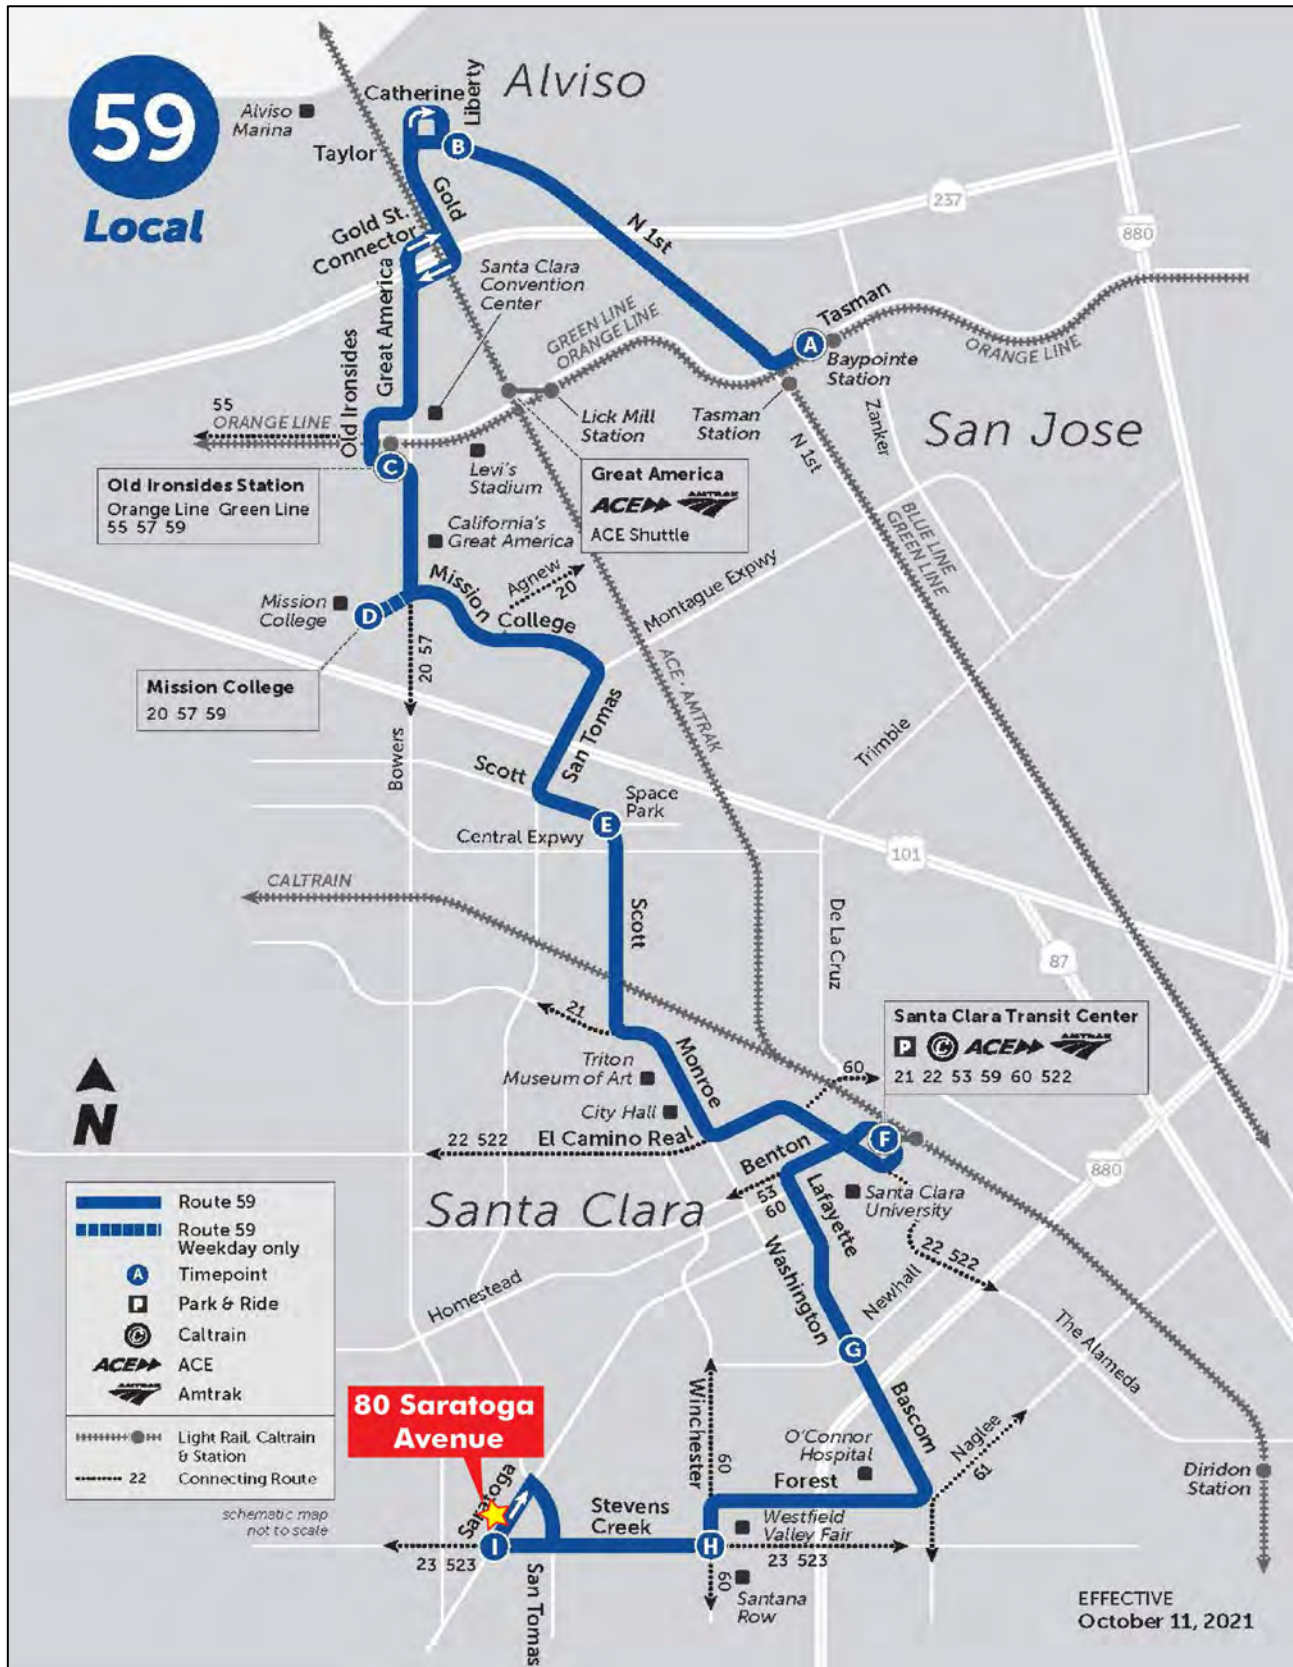 59
Local
Alviso
Alviso
Marina
Catherine
Liberty
Taylor
B
Gold
Gold St.
Connector
N 1st
237
880
Santa Clara
Convention
Center
Great America
Old Ironsides
GREEN LINE
ORANGE LINE
A
Tasman
ORANGE LINE
Baypointe
Station
Lick Mill
Station
Tasman
Station
Zanker
San Jose
55
ORANGE LINE
C
Old Ironsides Station
Orange Line Green Line
55 57 59
Levi's
Stadium
Great America
ACE AMTRAK
ACE Shuttle
N 1st
BLUE LINE
GREEN LINE
California's
Great America
Agnew
20
Montague Expwy
Mission
College
D
Mission
College
20 57
Mission College
20 57 59
ACE · AMTRAK
San Tomas
Trimble
Bowers
Scott
Space
Park
E
Central Expwy
101
CALTRAIN
Scott
De La Cruz
87
21
Santa Clara Transit Center
P C ACE AMTRAK
21 22 53 59 60 522
Triton
Museum of Art
Monroe
60
City Hall
N
22 522
El Camino Real
F
Benton
53
60
880
Santa Clara
Lafayette
Santa Clara
University
22 522
Washington
Newhall
Homestead
The Alameda
G
Route 59
Route 59
Weekday only
A Timepoint
P Park & Ride
C Caltrain
ACE ACE
AMTRAK Amtrak
Light Rail, Caltrain
& Station
22 Connecting Route
schematic map
not to scale
80 Saratoga
Avenue
Winchester
60
Bascom
O'Connor
Hospital
Naglee
61
Forest
Diridon
Station
Saratoga
Stevens
Creek
Westfield
Valley Fair
I
H
23 523
23 523
San Tomas
60
Santana
Row
EFFECTIVE
October 11, 2021